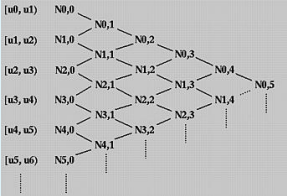 [u0, u1) N0,0
N0,1
[u1, u2) N1,0 N0,2
N1,1 N0,3
[u2, u3) N2,0 N1,2 N0,4
N2,1 N1,3 N0,5
[u3, u4) N3,0 N2,2 N1,4
N3,1 N2,3
[u4, u5) N4,0 N3,2
N4,1
[u5, u6) N5,0